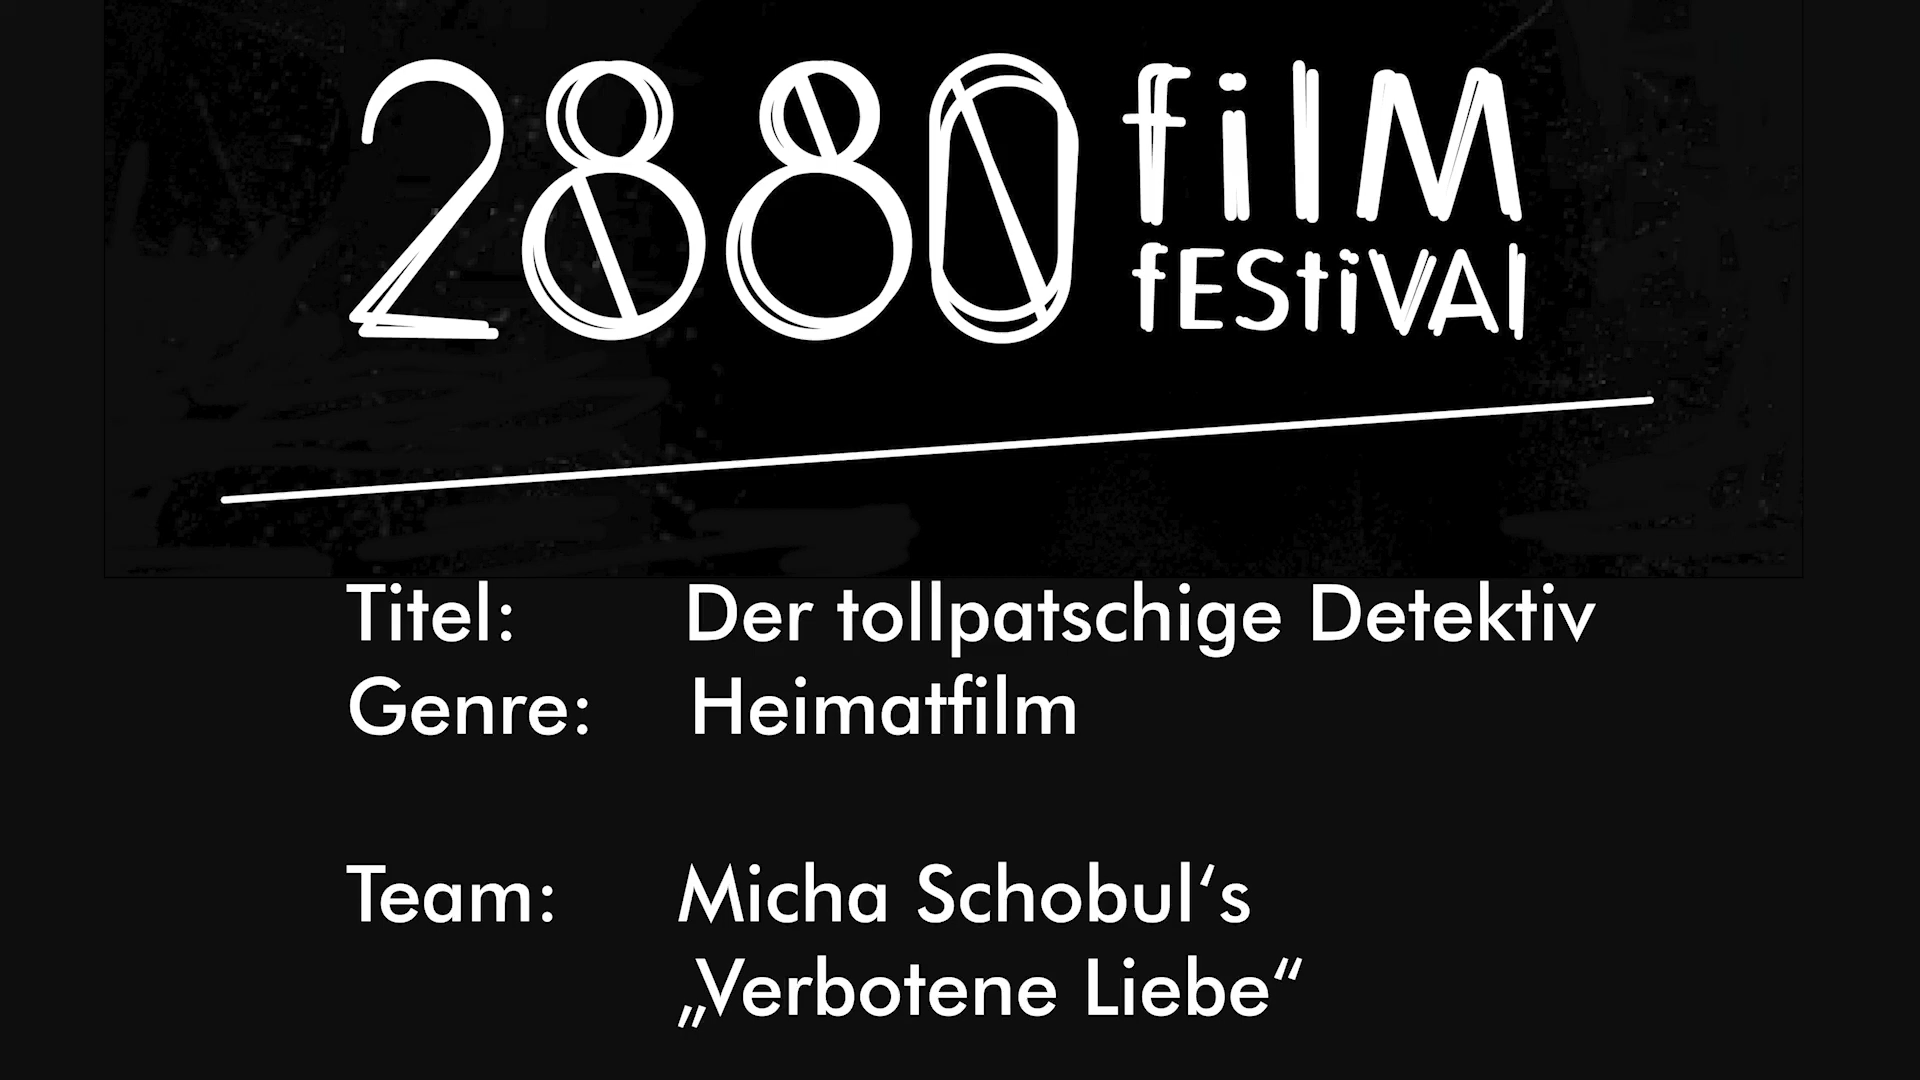 2880 filM
fEStiVAl
Titel: Der tollpatschige Detektiv
Genre: Heimatfilm
Team: Micha Schobul‘s
„Verbotene Liebe“